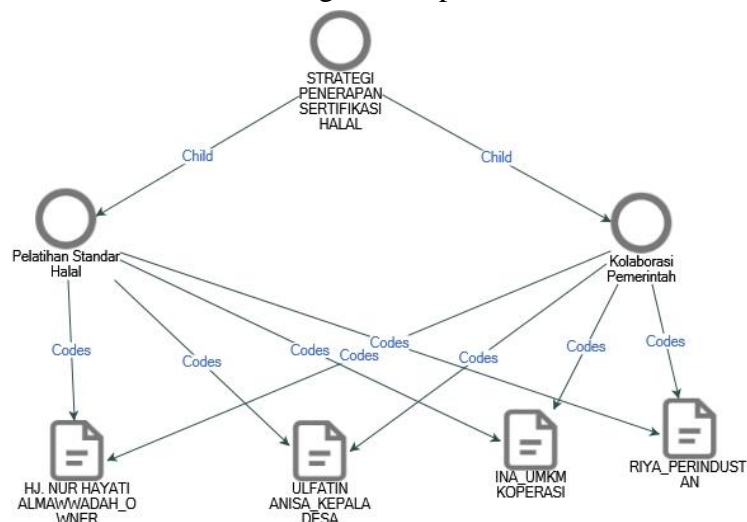 STRATEGI
PENERAPAN
SERTIFIKASI
HALAL
Child
Child
Pelatihan Standar
Halal
Kolaborasi
Pemerintah
Codes
Codes
Codes
Codes
Codes
Codes
Codes
Codes
HJ. NUR HAYATI
ALMAWWADAH_O
WNER
ULFATIN
ANISA_KEPALA
DESA
INA_UMKM
KOPERASI
RIYA_PERINDUST
AN